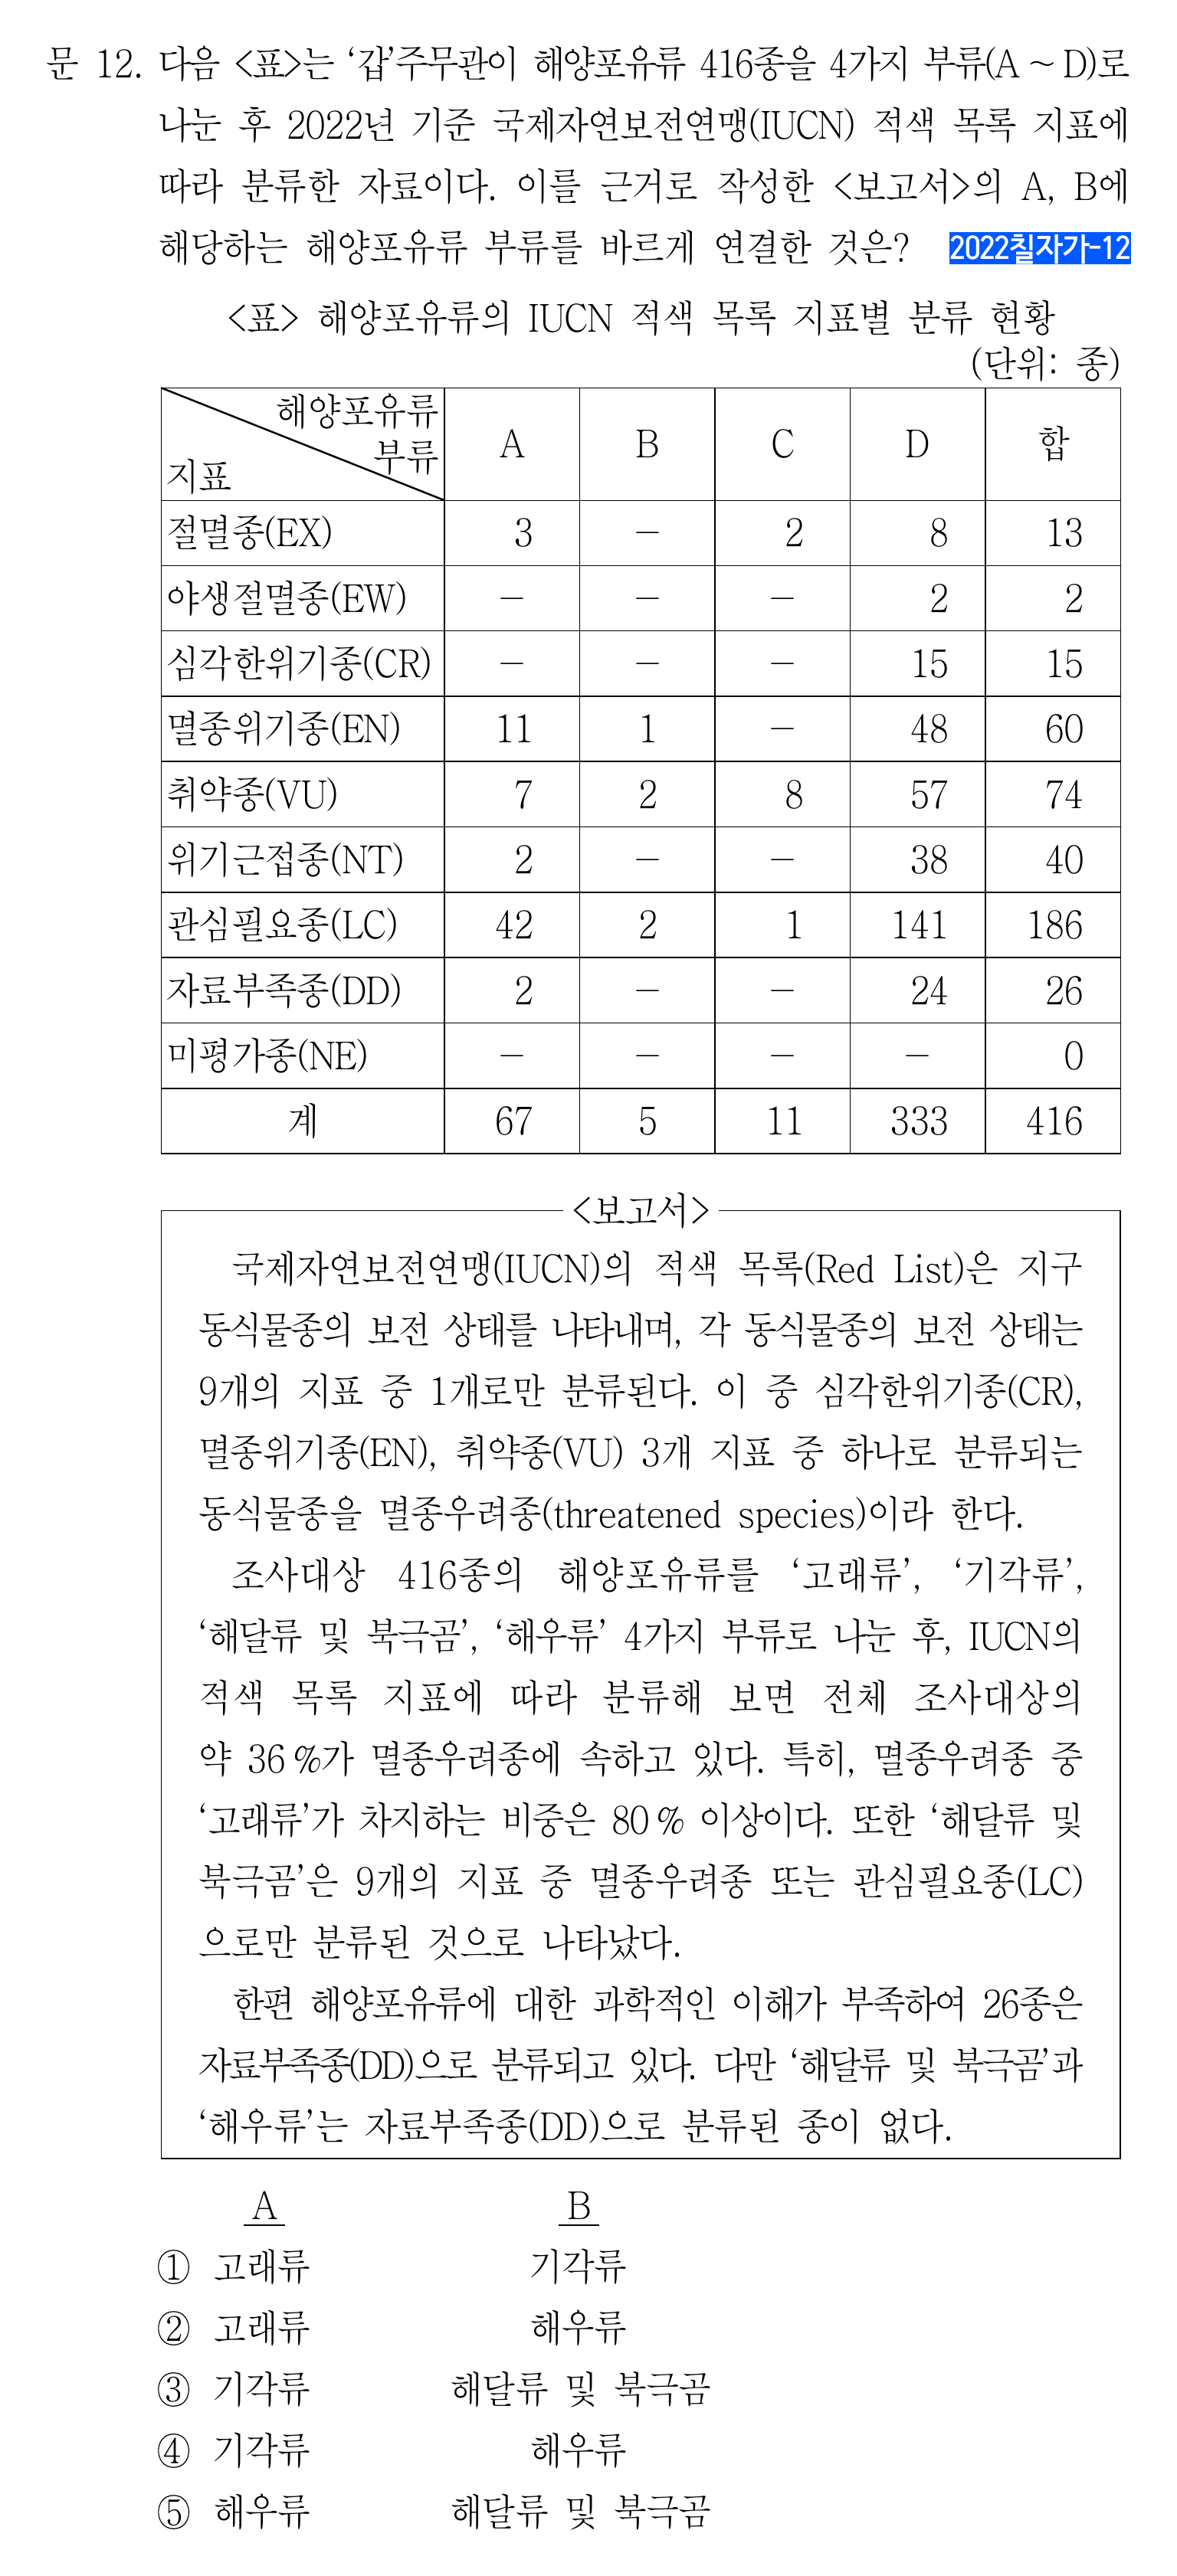 문 12. 다음 <표>는 ‘갑’주무관이 해양포유류 416종을 4가지 부류(A ~ D)로
나눈 후 2022년 기준 국제자연보전연맹(IUCN) 적색 목록 지표에
따라 분류한 자료이다. 이를 근거로 작성한 <보고서>의 A, B에
해당하는 해양포유류 부류를 바르게 연결한 것은? 2022칠자가-12
<표> 해양포유류의 IUCN 적색 목록 지표별 분류 현황
(단위: 종)
해양포유류 부류 지표 A B C D 합
절멸종(EX) 3 － 2 8 13
야생절멸종(EW) － － － 2 2
심각한위기종(CR) － － － 15 15
멸종위기종(EN) 11 1 － 48 60
취약종(VU) 7 2 8 57 74
위기근접종(NT) 2 － － 38 40
관심필요종(LC) 42 2 1 141 186
자료부족종(DD) 2 － － 24 26
미평가종(NE) － － － － 0
계 67 5 11 333 416
<보고서>
국제자연보전연맹(IUCN)의 적색 목록(Red List)은 지구
동식물종의 보전 상태를 나타내며, 각 동식물종의 보전 상태는
9개의 지표 중 1개로만 분류된다. 이 중 심각한위기종(CR),
멸종위기종(EN), 취약종(VU) 3개 지표 중 하나로 분류되는
동식물종을 멸종우려종(threatened species)이라 한다.
조사대상 416종의 해양포유류를 ‘고래류’, ‘기각류’,
‘해달류 및 북극곰’, ‘해우류’ 4가지 부류로 나눈 후, IUCN의
적색 목록 지표에 따라 분류해 보면 전체 조사대상의
약 36 %가 멸종우려종에 속하고 있다. 특히, 멸종우려종 중
‘고래류’가 차지하는 비중은 80 % 이상이다. 또한 ‘해달류 및
북극곰’은 9개의 지표 중 멸종우려종 또는 관심필요종(LC)
으로만 분류된 것으로 나타났다.
한편 해양포유류에 대한 과학적인 이해가 부족하여 26종은
자료부족종(DD)으로 분류되고 있다. 다만 ‘해달류 및 북극곰’과
‘해우류’는 자료부족종(DD)으로 분류된 종이 없다.
A B
① 고래류 기각류
② 고래류 해우류
③ 기각류 해달류 및 북극곰
④ 기각류 해우류
⑤ 해우류 해달류 및 북극곰